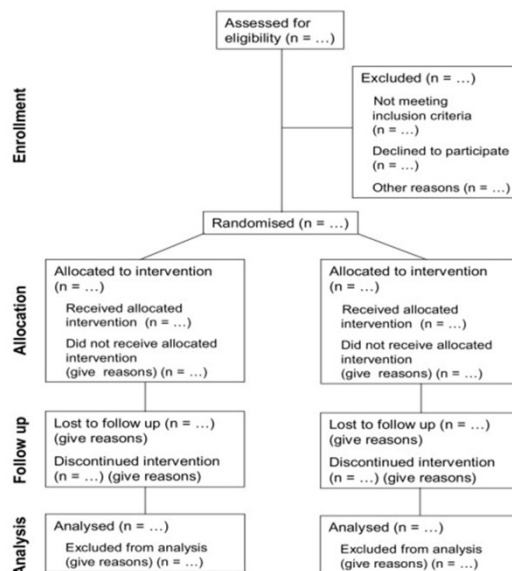 Assessed for
eligibility (n = …)
Enrollment
Excluded (n = …)
Not meeting
inclusion criteria
(n = …)
Declined to participate
(n = …)
Other reasons (n = …)
Randomised (n = …)
Allocation
Allocated to intervention
(n = …)
Received allocated
intervention (n = …)
Did not receive allocated
intervention
(give reasons) (n = …)
Allocated to intervention
(n = …)
Received allocated
intervention (n = …)
Did not receive allocated
intervention
(give reasons) (n = …)
Follow up
Lost to follow up (n = …)
(give reasons)
Discontinued intervention
(n = …) (give reasons)
Lost to follow up (n = …)
(give reasons)
Discontinued intervention
(n = …) (give reasons)
Analysis
Analysed (n = …)
Excluded from analysis
(give reasons) (n = …)
Analysed (n = …)
Excluded from analysis
(give reasons) (n = …)